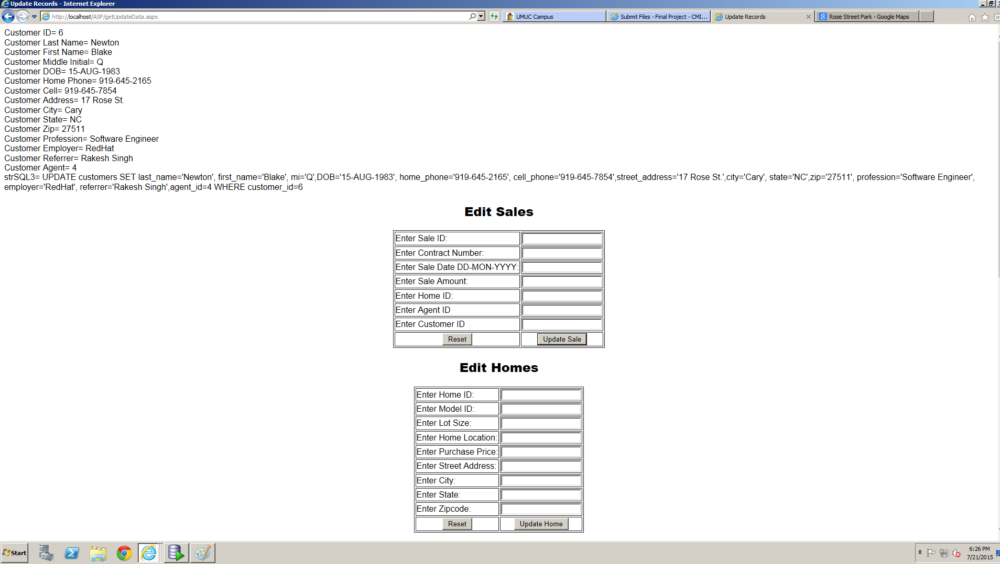 Update Records - Internet Explorer
http://localhost/ASP/getUpdateData.aspx
UMUC Campus
Submit Files - Final Project - CMI...
Update Records
Rose Street Park - Google Maps
Customer ID= 6
Customer Last Name= Newton
Customer First Name= Blake
Customer Middle Initial= Q
Customer DOB= 15-AUG-1983
Customer Home Phone= 919-645-2165
Customer Cell= 919-645-7854
Customer Address= 17 Rose St.
Customer City= Cary
Customer State= NC
Customer Zip= 27511
Customer Profession= Software Engineer
Customer Employer= RedHat
Customer Referrer= Rakesh Singh
Customer Agent= 4
strSQL3= UPDATE customers SET last_name='Newton', first_name='Blake', mi='Q',DOB='15-AUG-1983', home_phone='919-645-2165', cell_phone='919-645-7854',street_address='17 Rose St.',city='Cary', state='NC',zip='27511', profession='Software Engineer',
employer='RedHat', referrer='Rakesh Singh',agent_id=4 WHERE customer_id=6
Edit Sales
Enter Sale ID:
Enter Contract Number:
Enter Sale Date DD-MON-YYYY:
Enter Sale Amount:
Enter Home ID:
Enter Agent ID
Enter Customer ID
Reset Update Sale
Edit Homes
Enter Home ID:
Enter Model ID:
Enter Lot Size:
Enter Home Location:
Enter Purchase Price:
Enter Street Address:
Enter City:
Enter State:
Enter Zipcode:
Reset Update Home
Start
6:26 PM
7/21/2015